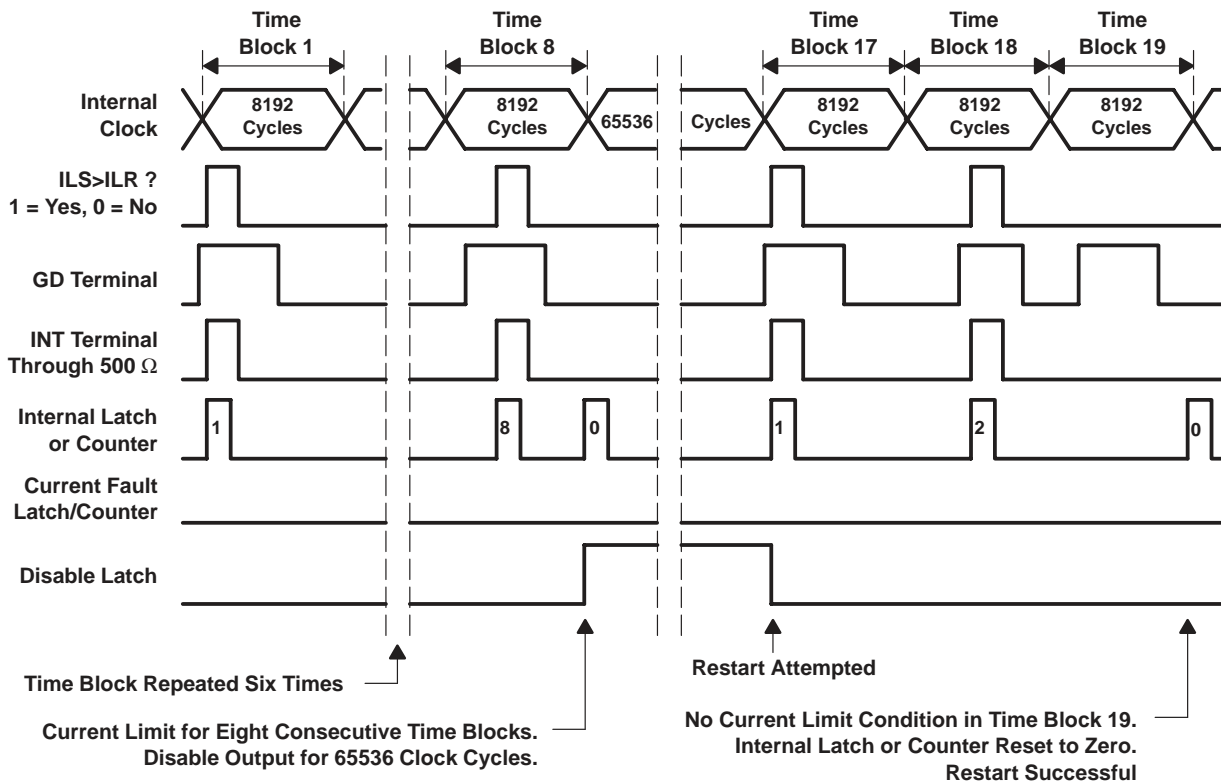 Time
Block 1
Time
Block 8
Time
Block 17
Time
Block 18
Time
Block 19
Internal
Clock
8192
Cycles
8192
Cycles
65536
Cycles
8192
Cycles
8192
Cycles
8192
Cycles
ILS>ILR ?
1 = Yes, 0 = No
GD Terminal
INT Terminal
Through 500 Ω
Internal Latch
or Counter
1
8
0
1
2
0
Current Fault
Latch/Counter
Disable Latch
Time Block Repeated Six Times
Restart Attempted
Current Limit for Eight Consecutive Time Blocks.
Disable Output for 65536 Clock Cycles.
No Current Limit Condition in Time Block 19.
Internal Latch or Counter Reset to Zero.
Restart Successful